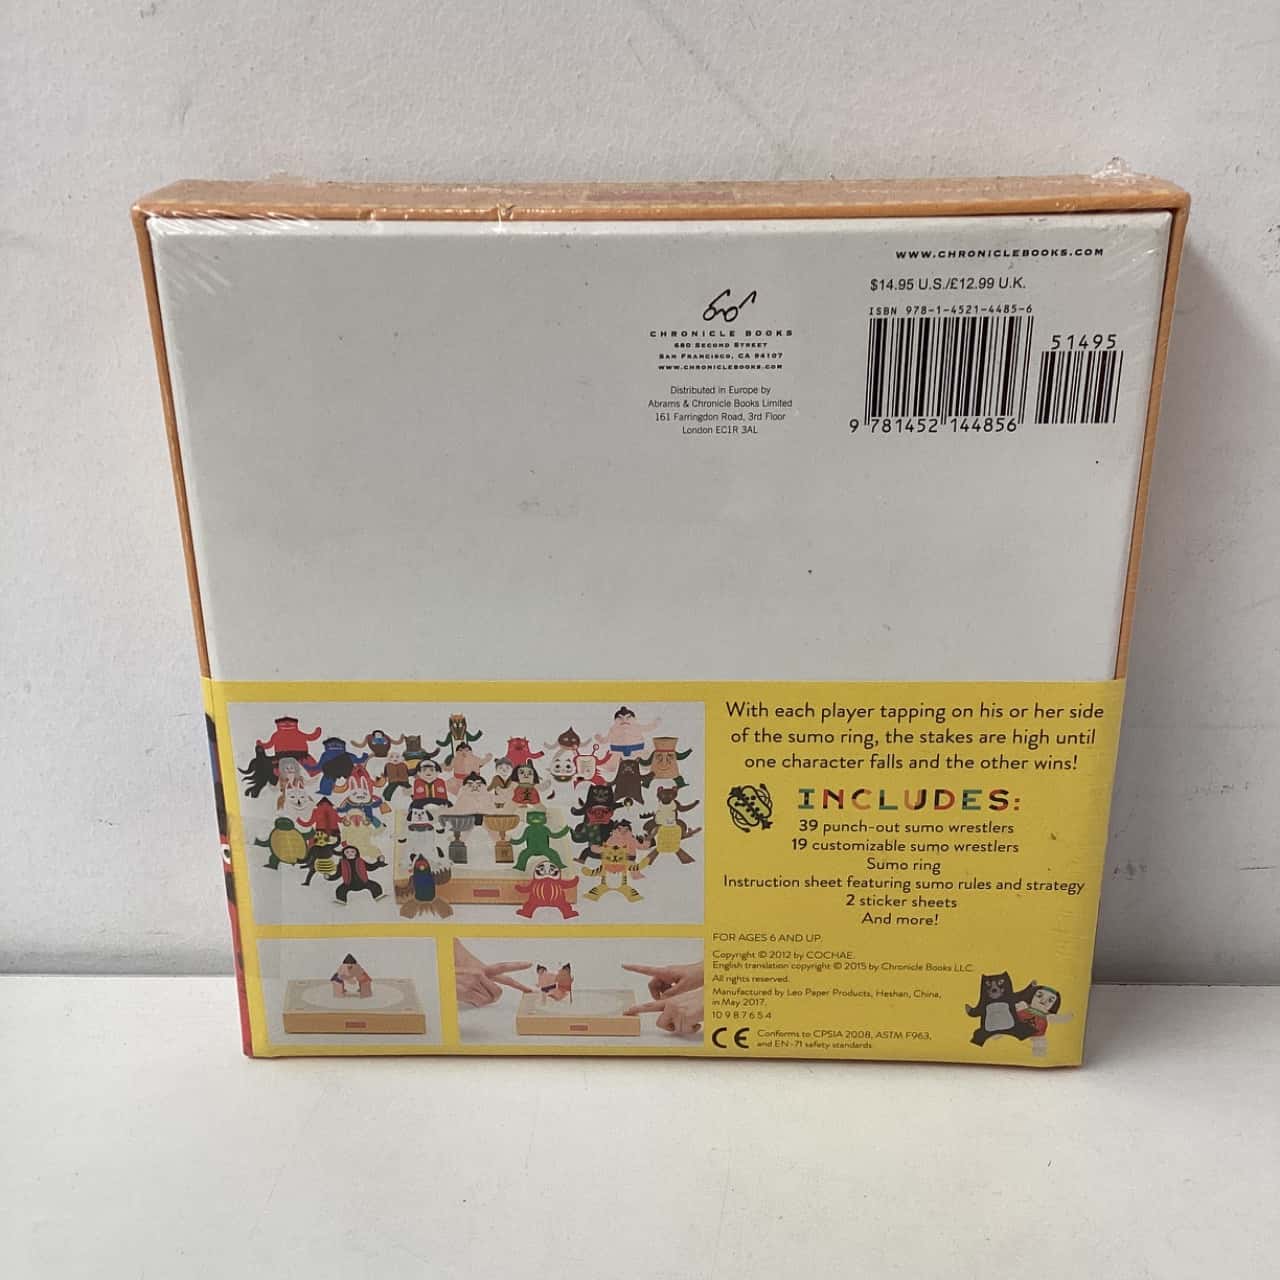 WWW.CHRONICLEBOOKS.COM
$14.95 U.S./£12.99 U.K.
ISBN 978-1-4521-4485-6
51495
9 781452 144856
CHRONICLE BOOKS
680 SECOND STREET
SAN FRANCISCO, CA 94107
WWW.CHRONICLEBOOKS.COM
Distributed in Europe by
Abrams & Chronicle Books Limited
161 Farringdon Road, 3rd Floor
London EC1R 3AL
With each player tapping on his or her side
of the sumo ring, the stakes are high until
one character falls and the other wins!
INCLUDES:
39 punch-out sumo wrestlers
19 customizable sumo wrestlers
Sumo ring
Instruction sheet featuring sumo rules and strategy
2 sticker sheets
And more!
FOR AGES 6 AND UP.
Copyright © 2012 by COCHAE.
English translation copyright © 2015 by Chronicle Books LLC.
All rights reserved.
Manufactured by Leo Paper Products, Heshan, China,
in May 2017.
10 9 8 7 6 5 4
CE
Conforms to CPSIA 2008, ASTM F963,
and EN-71 safety standards.